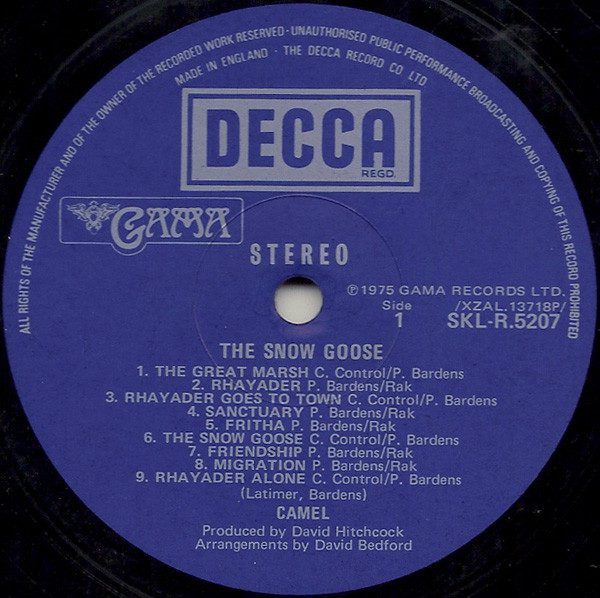 ALL RIGHTS OF THE MANUFACTURER AND OF THE OWNER OF THE RECORDED WORK RESERVED · UNAUTHORISED PUBLIC PERFORMANCE BROADCASTING AND COPYING OF THIS RECORD PROHIBITED
MADE IN ENGLAND · THE DECCA RECORD CO LTD
DECCA
REGD.
GAMA
STEREO
℗1975 GAMA RECORDS LTD.
Side /XZAL.13718P/
1 SKL-R.5207
THE SNOW GOOSE
1. THE GREAT MARSH C. Control/P. Bardens
2. RHAYADER P. Bardens/Rak
3. RHAYADER GOES TO TOWN C. Control/P. Bardens
4. SANCTUARY P. Bardens/Rak
5. FRITHA P. Bardens/Rak
6. THE SNOW GOOSE C. Control/P. Bardens
7. FRIENDSHIP P. Bardens/Rak
8. MIGRATION P. Bardens/Rak
9. RHAYADER ALONE C. Control/P. Bardens
(Latimer, Bardens)
CAMEL
Produced by David Hitchcock
Arrangements by David Bedford